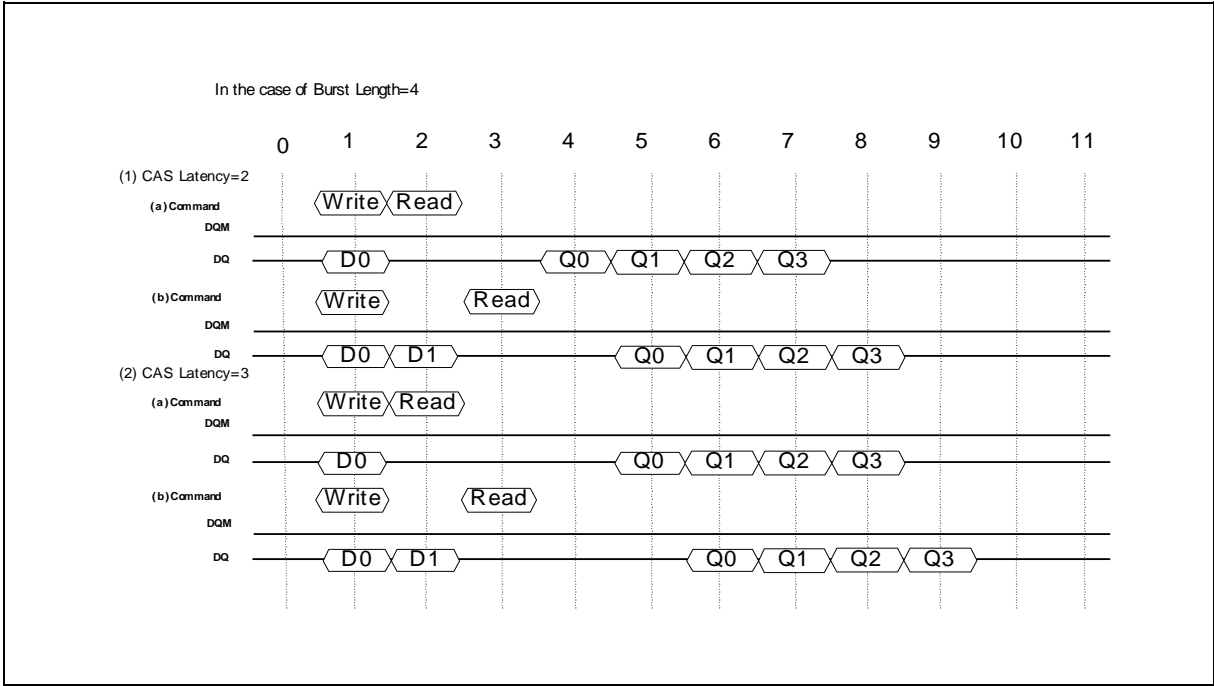 In the case of Burst Length=4
0 1 2 3 4 5 6 7 8 9 10 11
(1) CAS Latency=2
(a)Command Write Read
DQM
DQ D0 Q0 Q1 Q2 Q3
(b)Command Write Read
DQM
DQ D0 D1 Q0 Q1 Q2 Q3
(2) CAS Latency=3
(a)Command Write Read
DQM
DQ D0 Q0 Q1 Q2 Q3
(b)Command Write Read
DQM
DQ D0 D1 Q0 Q1 Q2 Q3